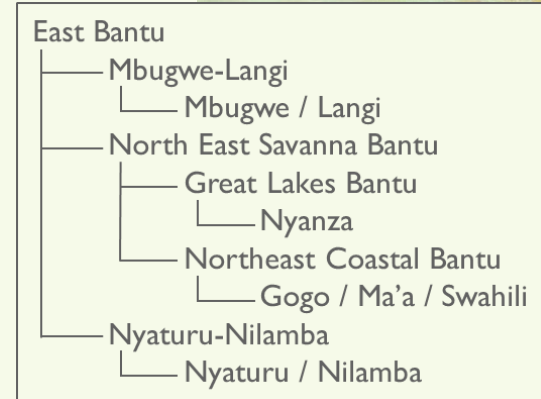 East Bantu
Mbugwe-Langi
Mbugwe / Langi
North East Savanna Bantu
Great Lakes Bantu
Nyanza
Northeast Coastal Bantu
Gogo / Ma’a / Swahili
Nyaturu-Nilamba
Nyaturu / Nilamba